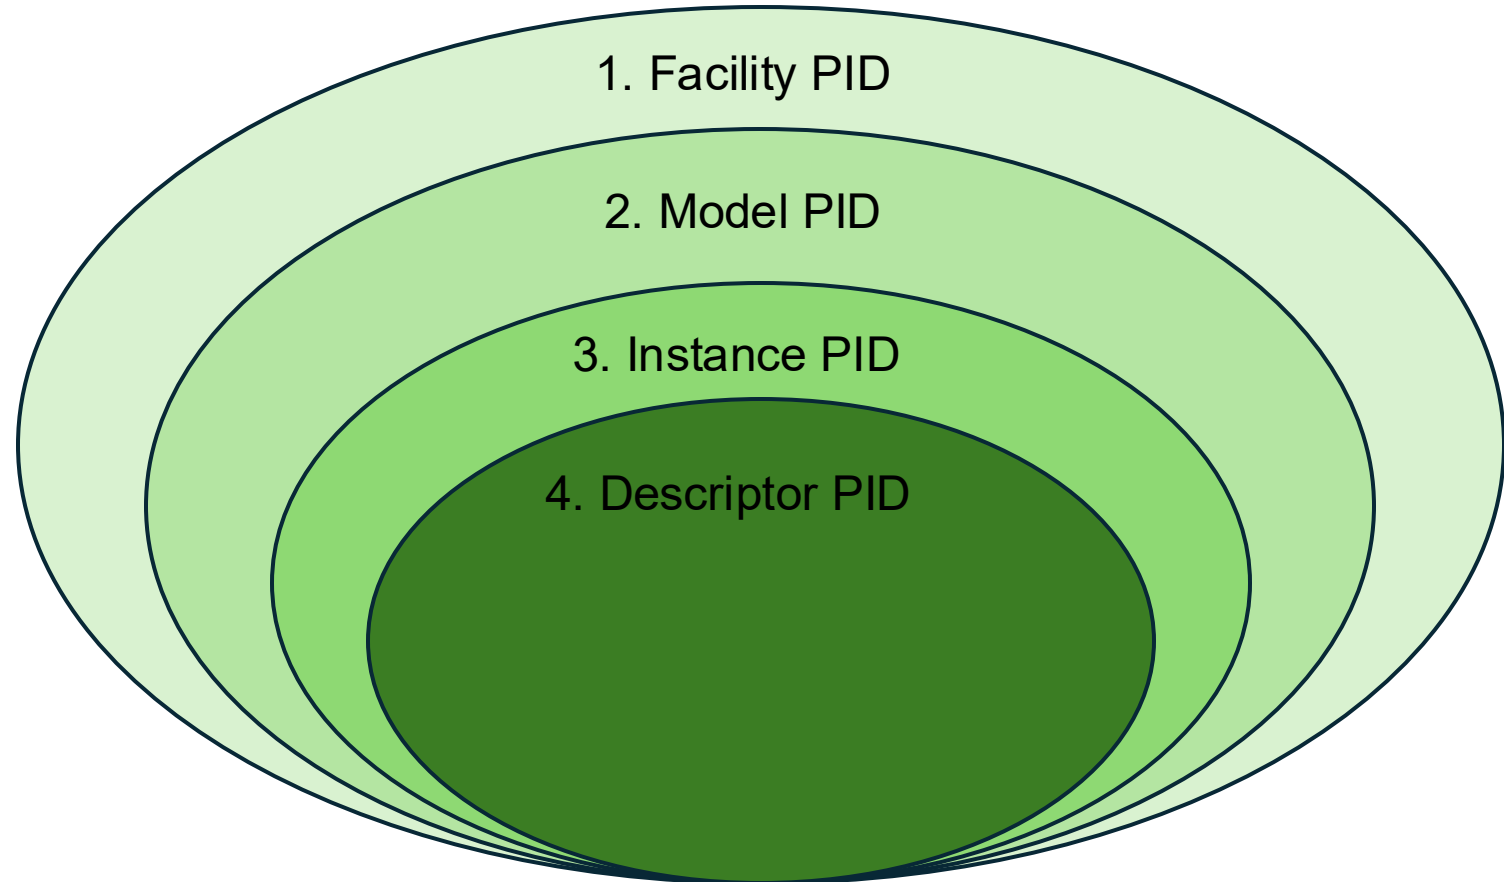 1. Facility PID
2. Model PID
3. Instance PID
4. Descriptor PID